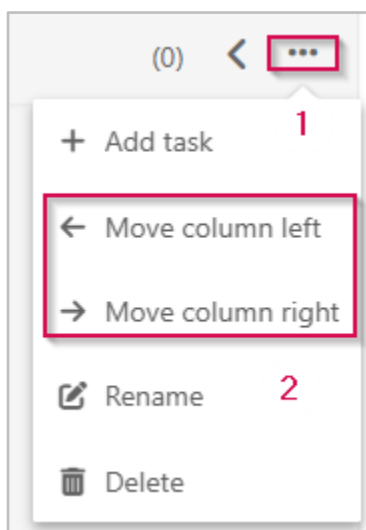 (0) ...
1
+ Add task
← Move column left
→ Move column right
Rename 2
Delete